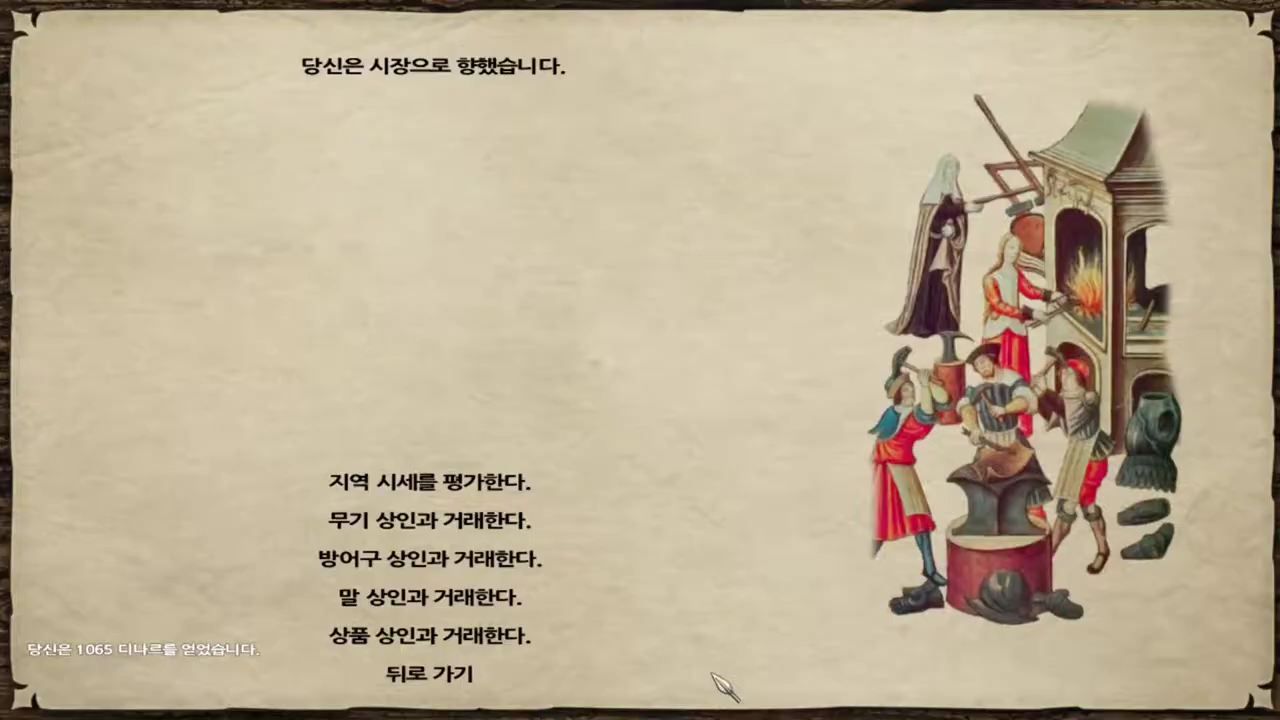 당신은 시장으로 향했습니다.
지역 시세를 평가한다.
무기 상인과 거래한다.
방어구 상인과 거래한다.
말 상인과 거래한다.
상품 상인과 거래한다.
당신은 1065 디나르를 얻었습니다.
뒤로 가기